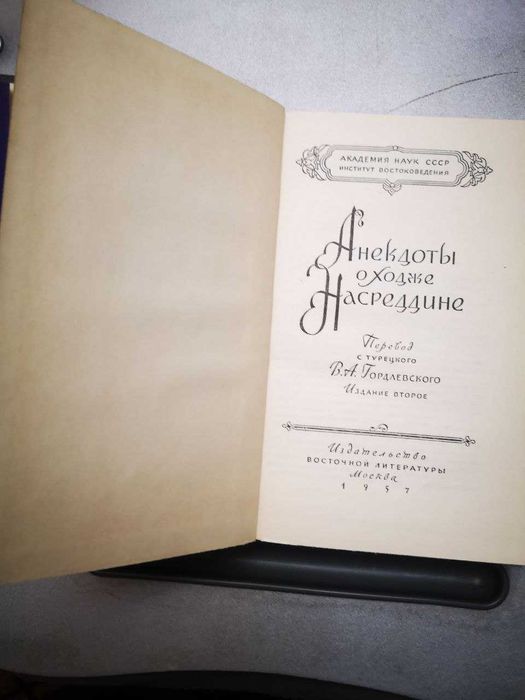 АКАДЕМИЯ НАУК СССР
ИНСТИТУТ ВОСТОКОВЕДЕНИЯ
Анекдоты
о Ходже
Насреддине
Перевод
С ТУРЕЦКОГО
В. А. Гордлевского
ИЗДАНИЕ ВТОРОЕ
Издательство
ВОСТОЧНОЙ ЛИТЕРАТУРЫ
Москва
1957